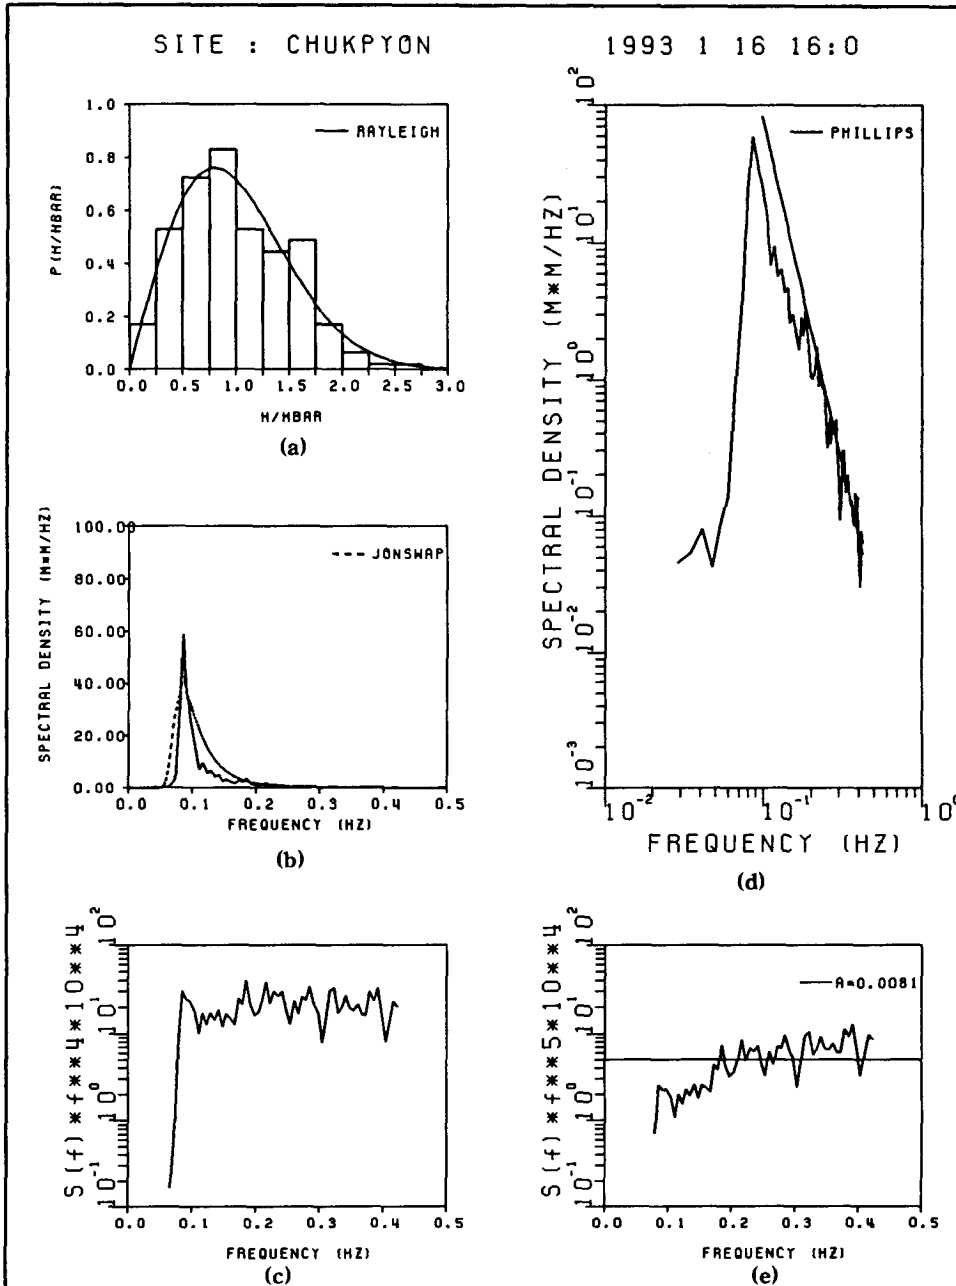 SITE : CHUKPYON
1993 1 16 16:0
1.0
0.8
0.6
0.4
0.2
0.0
P(H/HBAR)
RAYLEIGH
0.0 0.5 1.0 1.5 2.0 2.5 3.0
H/HBAR
(a)
100.00
80.00
60.00
40.00
20.00
0.00
SPECTRAL DENSITY (M*M/HZ)
JONSWAP
0.0 0.1 0.2 0.3 0.4 0.5
FREQUENCY (HZ)
(b)
10^2
10^1
10^0
10^-1
10^-2
10^-3
SPECTRAL DENSITY (M*M/HZ)
PHILLIPS
10^-2 10^-1 10^0
FREQUENCY (HZ)
(d)
10^2
10^1
10^0
10^-1
S(f)*f**4*10**4
0.0 0.1 0.2 0.3 0.4 0.5
FREQUENCY (HZ)
(c)
10^2
10^1
10^0
10^-1
S(f)*f**5*10**4
A=0.0081
0.0 0.1 0.2 0.3 0.4 0.5
FREQUENCY (HZ)
(e)